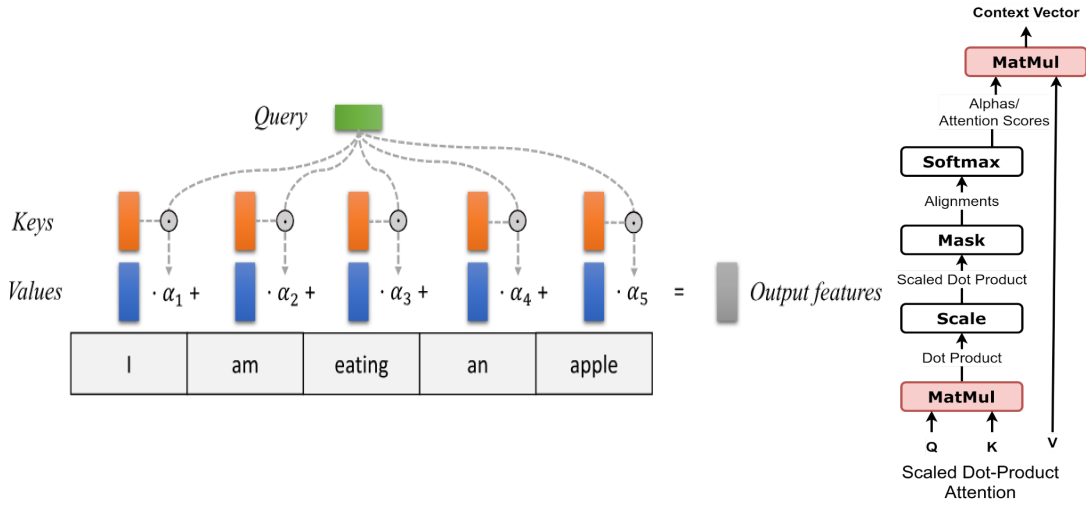 Query
Keys
Values
· α₁ + · α₂ + · α₃ + · α₄ + · α₅ = Output features
I am eating an apple
Context Vector
MatMul
Alphas/
Attention Scores
Softmax
Alignments
Mask
Scaled Dot Product
Scale
Dot Product
MatMul
Q K V
Scaled Dot-Product
Attention